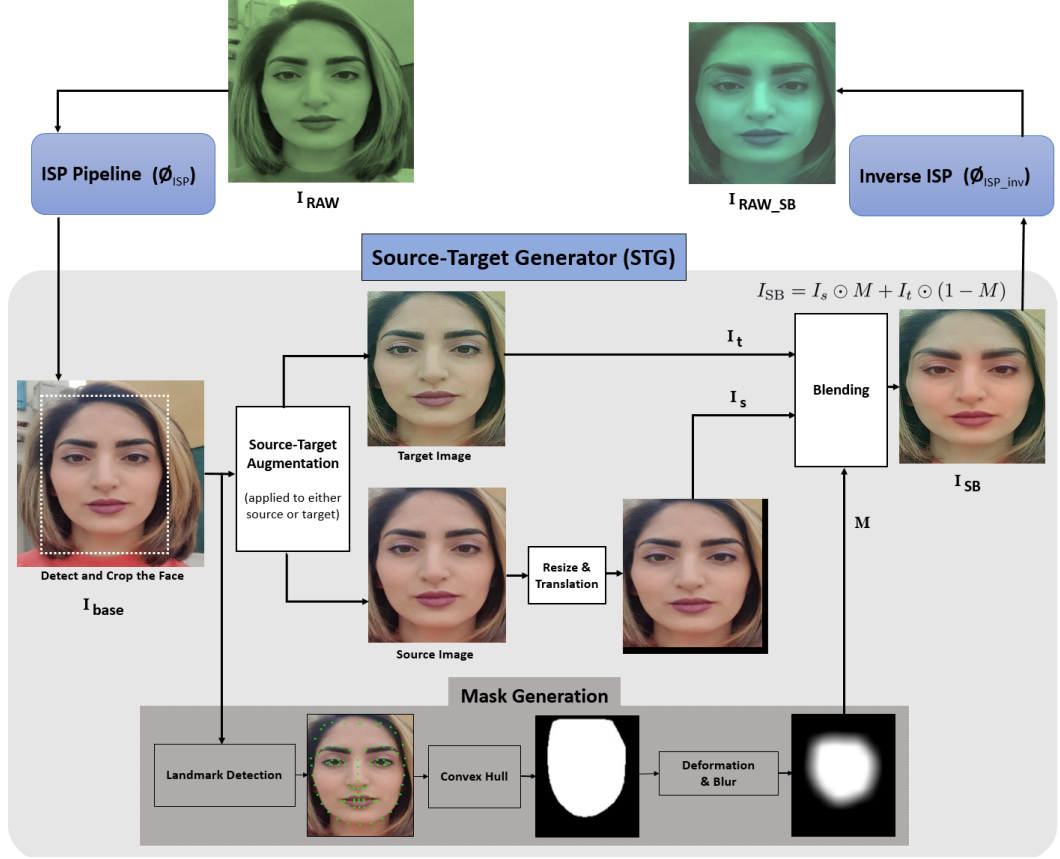 ISP Pipeline (Ø_ISP)
I_RAW
I_RAW_SB
Inverse ISP (Ø_ISP_inv)
Source-Target Generator (STG)
I_SB = I_s ⊙ M + I_t ⊙ (1 − M)
I_t
I_s
Blending
Source-Target
Augmentation
(applied to either
source or target)
Target Image
I_SB
M
Detect and Crop the Face
I_base
Resize &
Translation
Source Image
Mask Generation
Landmark Detection
Convex Hull
Deformation
& Blur